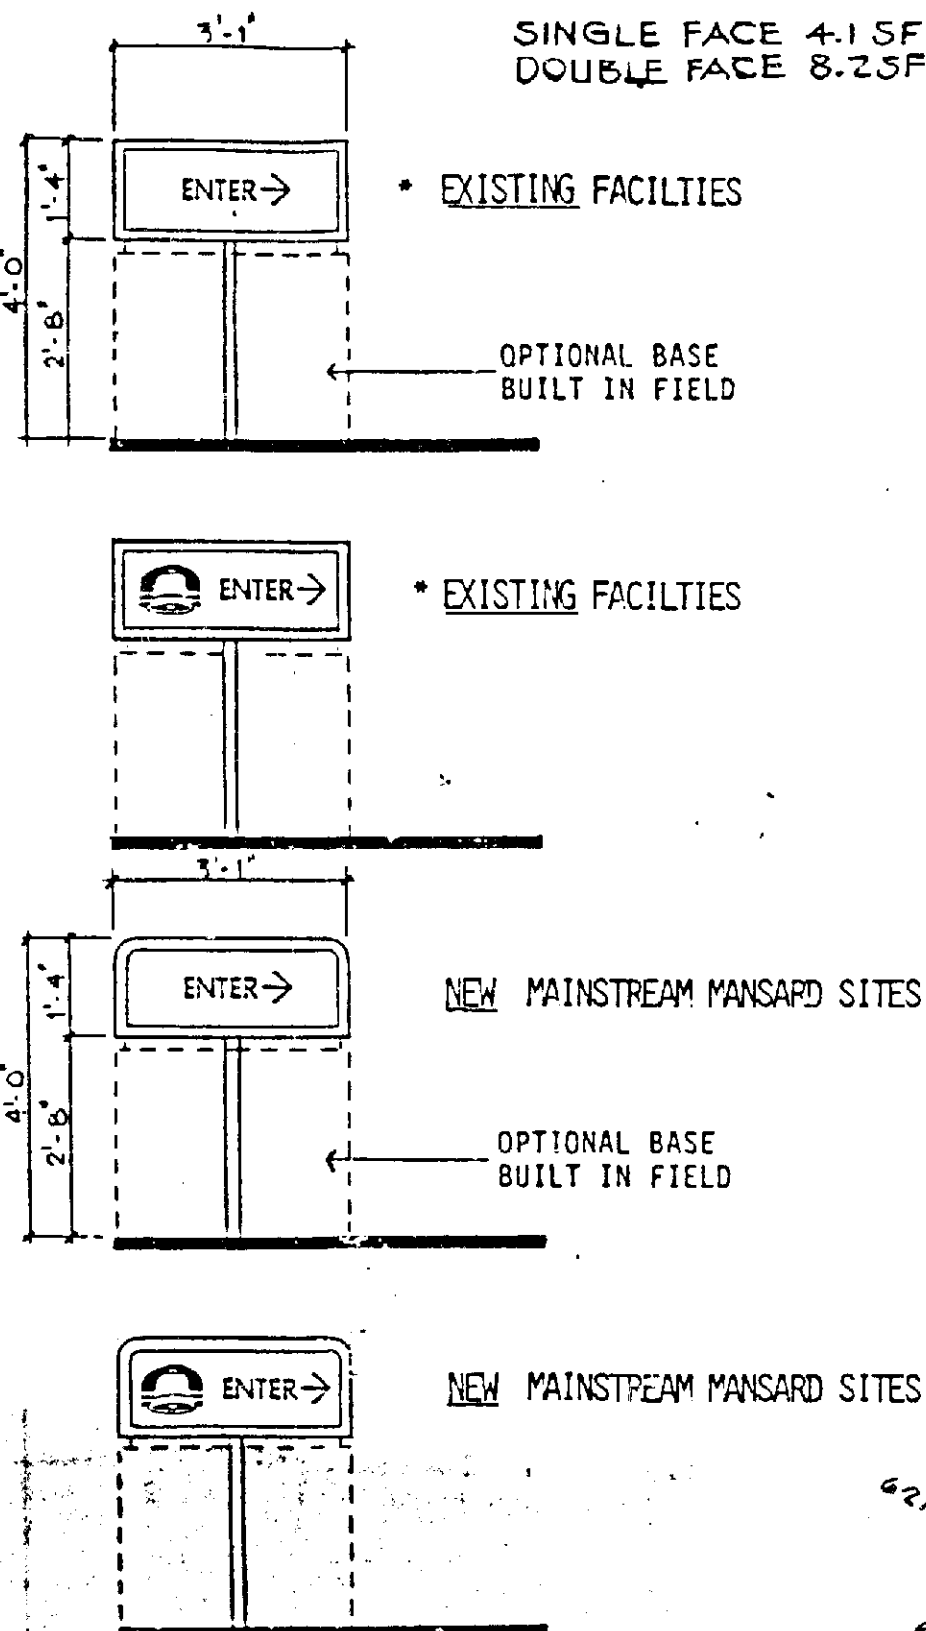 3'-1"
SINGLE FACE 4.1 SF
DOUBLE FACE 8.2SF
1'-4"
ENTER→
* EXISTING FACILTIES
4'-0"
2'-8"
OPTIONAL BASE
BUILT IN FIELD
ENTER→
* EXISTING FACILTIES
3'-1"
1'-4"
ENTER→
NEW MAINSTREAM MANSARD SITES
4'-0"
2'-8"
OPTIONAL BASE
BUILT IN FIELD
ENTER→
NEW MAINSTREAM MANSARD SITES